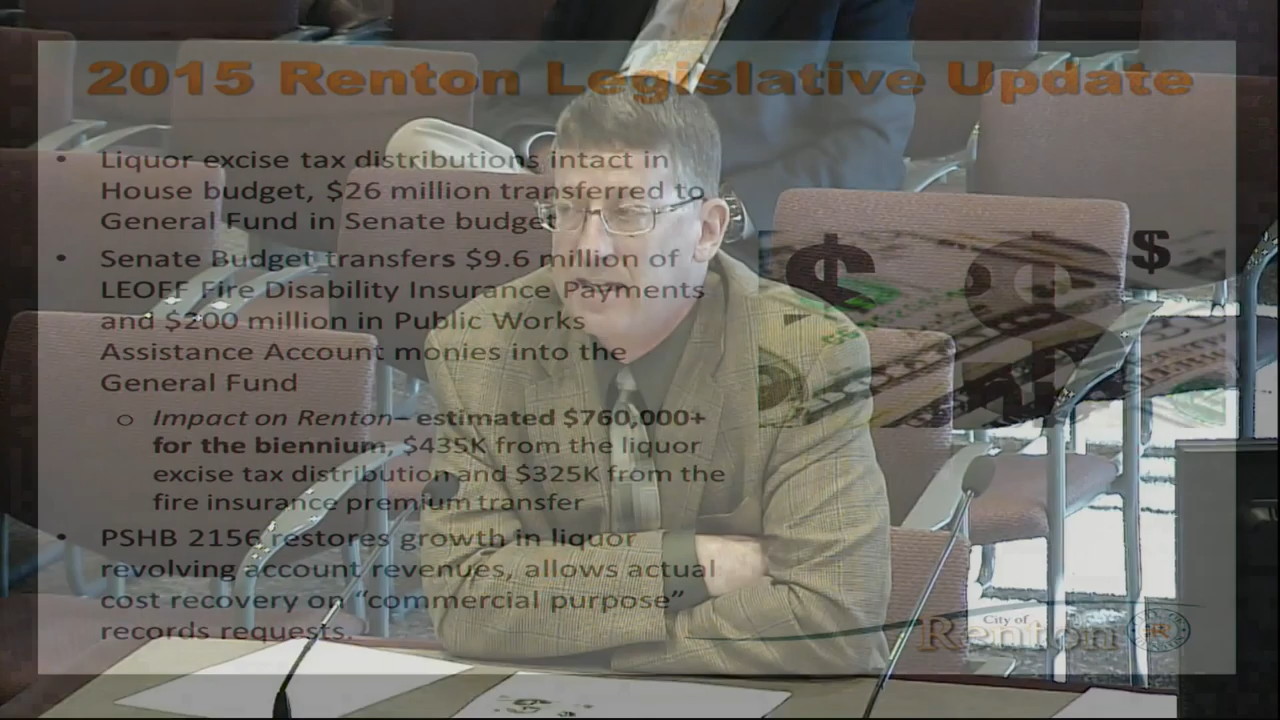 2015 Renton Legislative Update
• Liquor excise tax distributions intact in
House budget, $26 million transferred to
General Fund in Senate budget
• Senate Budget transfers $9.6 million of
LEOFF Fire Disability Insurance Payments
and $200 million in Public Works
Assistance Account monies into the
General Fund
o Impact on Renton– estimated $760,000+
for the biennium, $435K from the liquor
excise tax distribution and $325K from the
fire insurance premium transfer
• PSHB 2156 restores growth in liquor
revolving account revenues, allows actual
cost recovery on “commercial purpose”
records requests.
$ $ $
City of
Renton